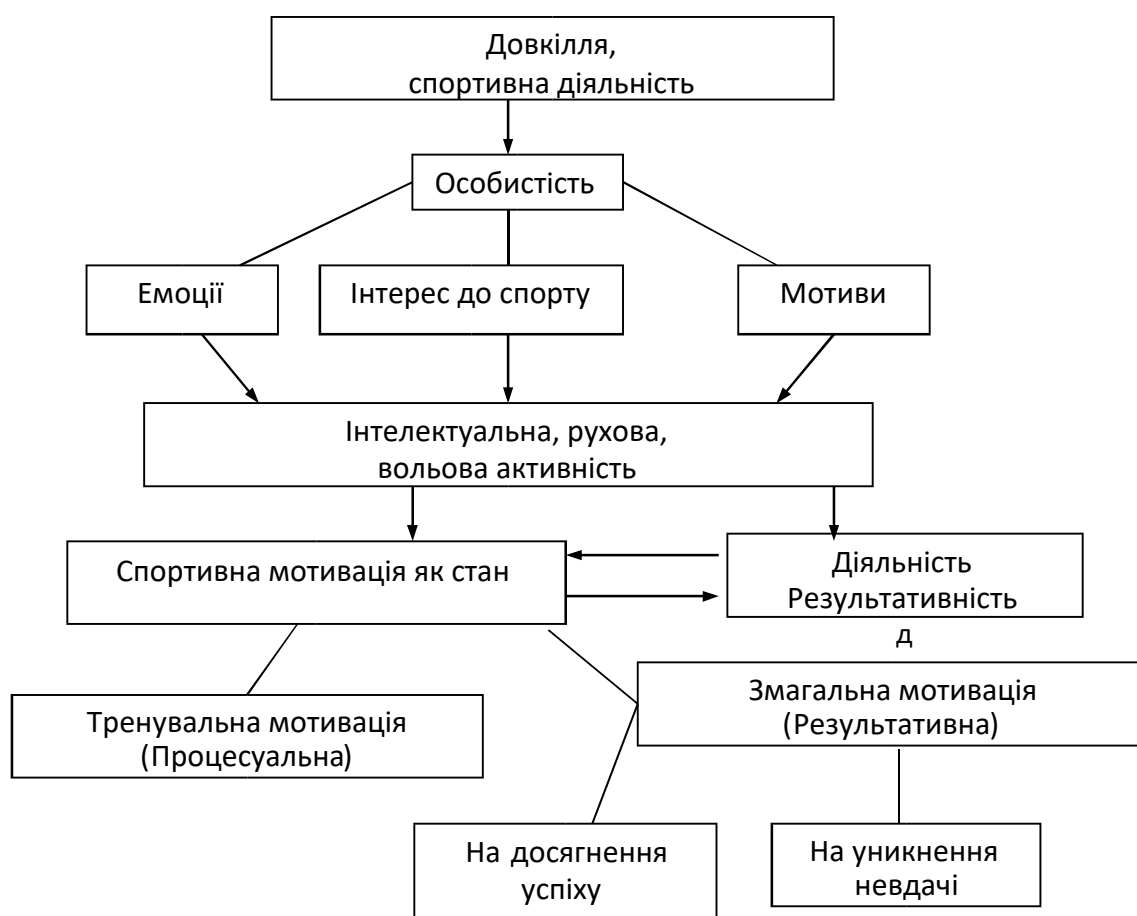 Довкілля,
спортивна діяльність
Особистість
Емоції
Інтерес до спорту
Мотиви
Інтелектуальна, рухова,
вольова активність
Спортивна мотивація як стан
Діяльність
Результативність
д
Тренувальна мотивація
(Процесуальна)
Змагальна мотивація
(Результативна)
На досягнення
успіху
На уникнення
невдачі